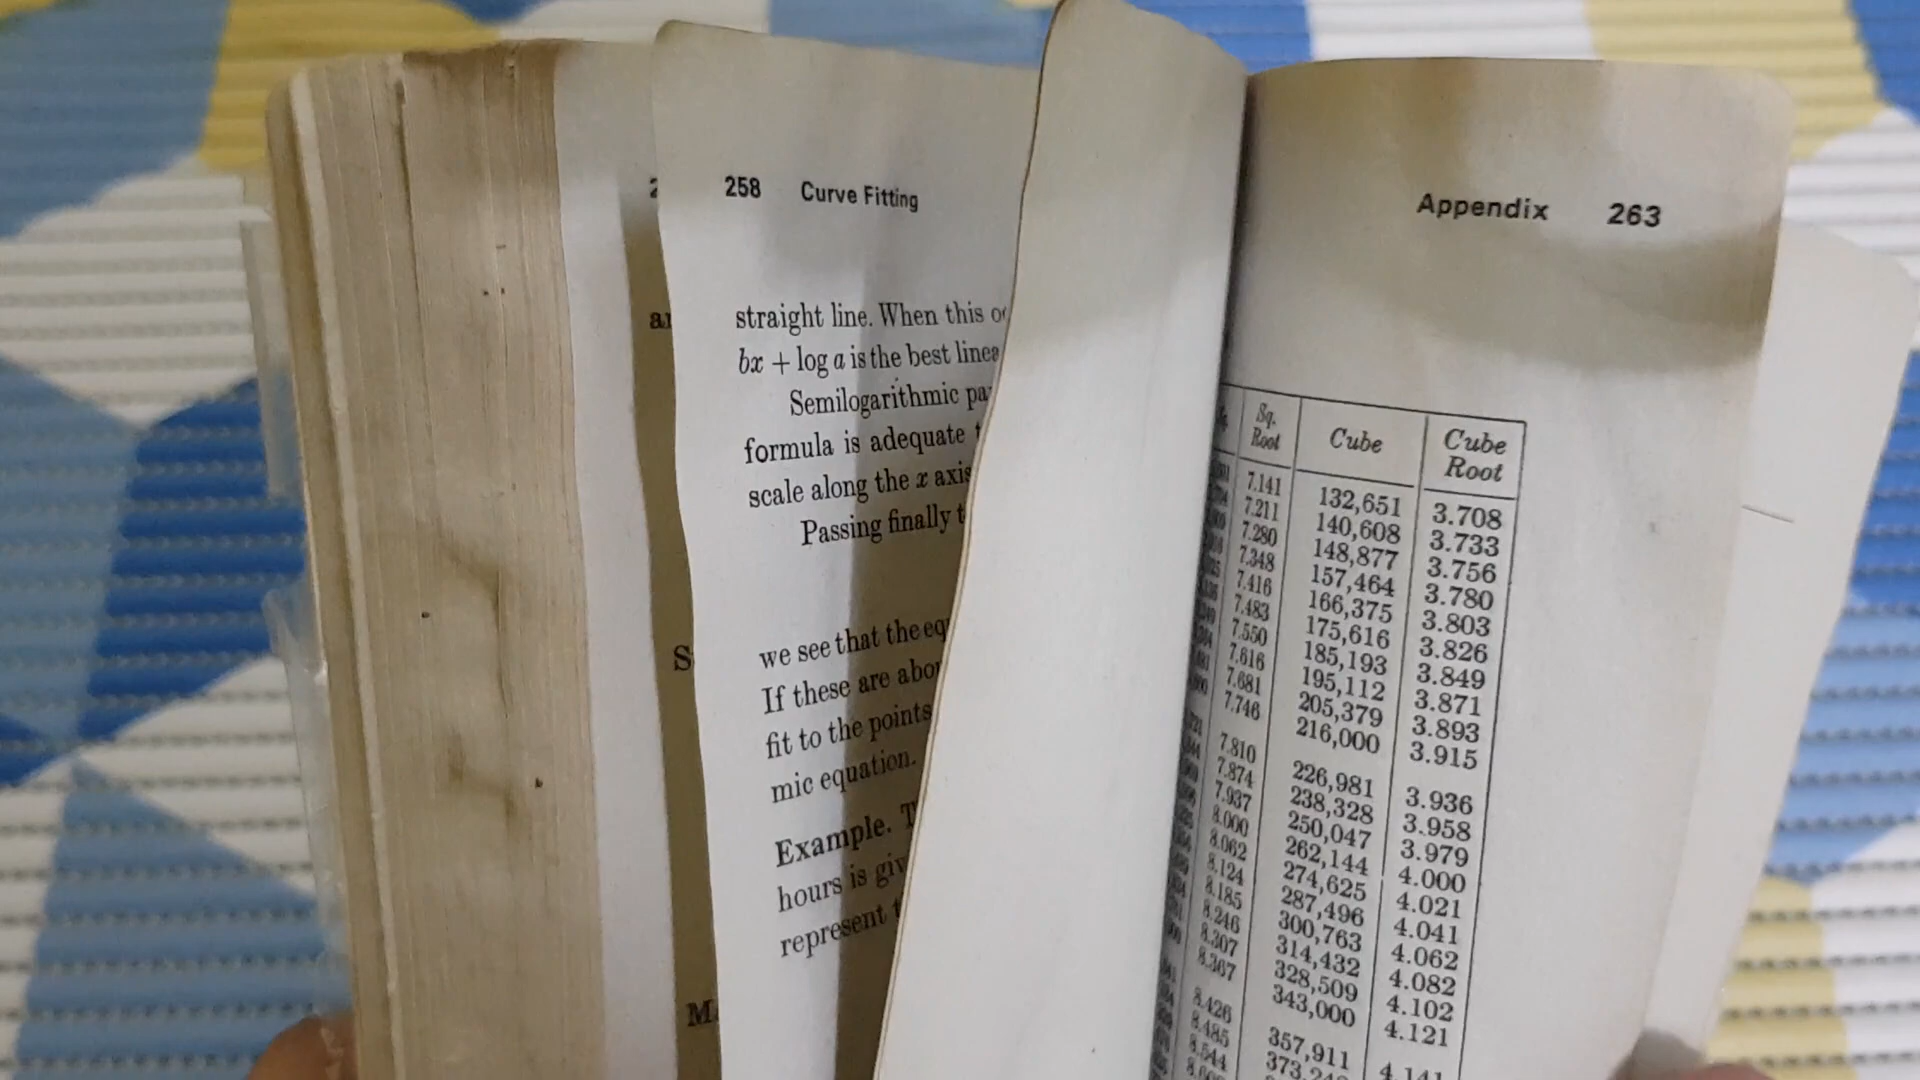 258 Curve Fitting
straight line. When this
bx + log a is the best
Semilogarithmic
formula is adequate
scale along the x axis
Passing finally
we see that the
If these are
fit to the points
mic equation.
Example.
hours is
represent
Appendix 263
Sq. Root Cube Cube Root
7.141 132,651 3.708
7.211 140,608 3.733
7.280 148,877 3.756
7.348 157,464 3.780
7.416 166,375 3.803
7.483 175,616 3.826
7.550 185,193 3.849
7.616 195,112 3.871
7.681 205,379 3.893
7.746 216,000 3.915
7.810 226,981 3.936
7.874 238,328 3.958
7.937 250,047 3.979
8.000 262,144 4.000
8.062 274,625 4.021
8.124 287,496 4.041
8.185 300,763 4.062
8.246 314,432 4.082
8.307 328,509 4.102
8.367 343,000 4.121
8.426 357,911
8.485
8.544